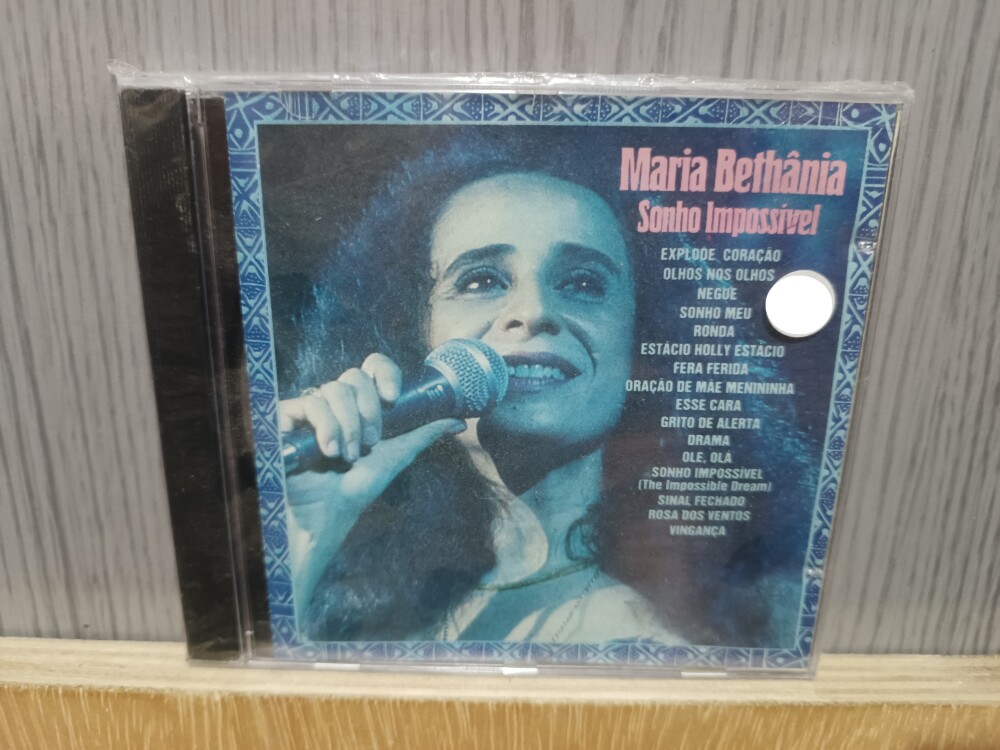 Maria Bethânia
Sonho Impossível
EXPLODE CORAÇÃO
OLHOS NOS OLHOS
NEGUE
SONHO MEU
RONDA
ESTÁCIO HOLLY ESTÁCIO
FERA FERIDA
ORAÇÃO DE MÃE MENININHA
ESSE CARA
GRITO DE ALERTA
DRAMA
OLE, OLÁ
SONHO IMPOSSÍVEL
(The Impossible Dream)
SINAL FECHADO
ROSA DOS VENTOS
VINGANÇA